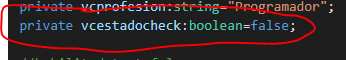 private vcprofesion:string="Programador";
private vcestadocheck:boolean=false;